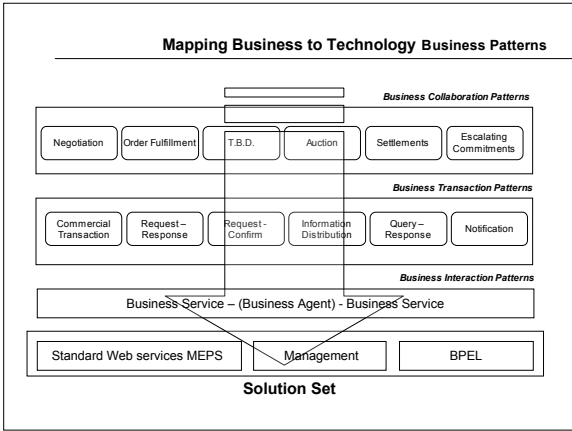 Mapping Business to Technology Business Patterns
Business Collaboration Patterns
Negotiation
Order Fulfillment
T.B.D.
Auction
Settlements
Escalating
Commitments
Business Transaction Patterns
Commercial
Transaction
Request –
Response
Request -
Confirm
Information
Distribution
Query –
Response
Notification
Business Interaction Patterns
Business Service – (Business Agent) - Business Service
Standard Web services MEPS
Management
BPEL
Solution Set